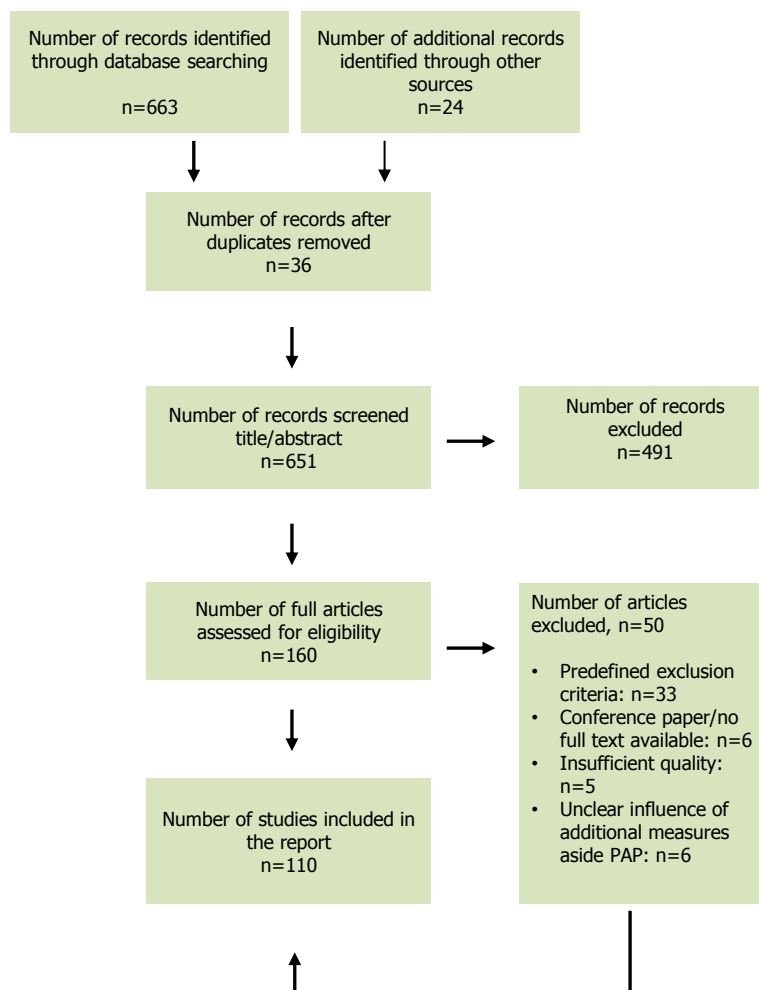 Number of records identified
through database searching
n=663
Number of additional records
identified through other
sources
n=24
Number of records after
duplicates removed
n=36
Number of records screened
title/abstract
n=651
Number of records
excluded
n=491
Number of full articles
assessed for eligibility
n=160
Number of articles
excluded, n=50
• Predefined exclusion
criteria: n=33
• Conference paper/no
full text available: n=6
• Insufficient quality:
n=5
• Unclear influence of
additional measures
aside PAP: n=6
Number of studies included in
the report
n=110